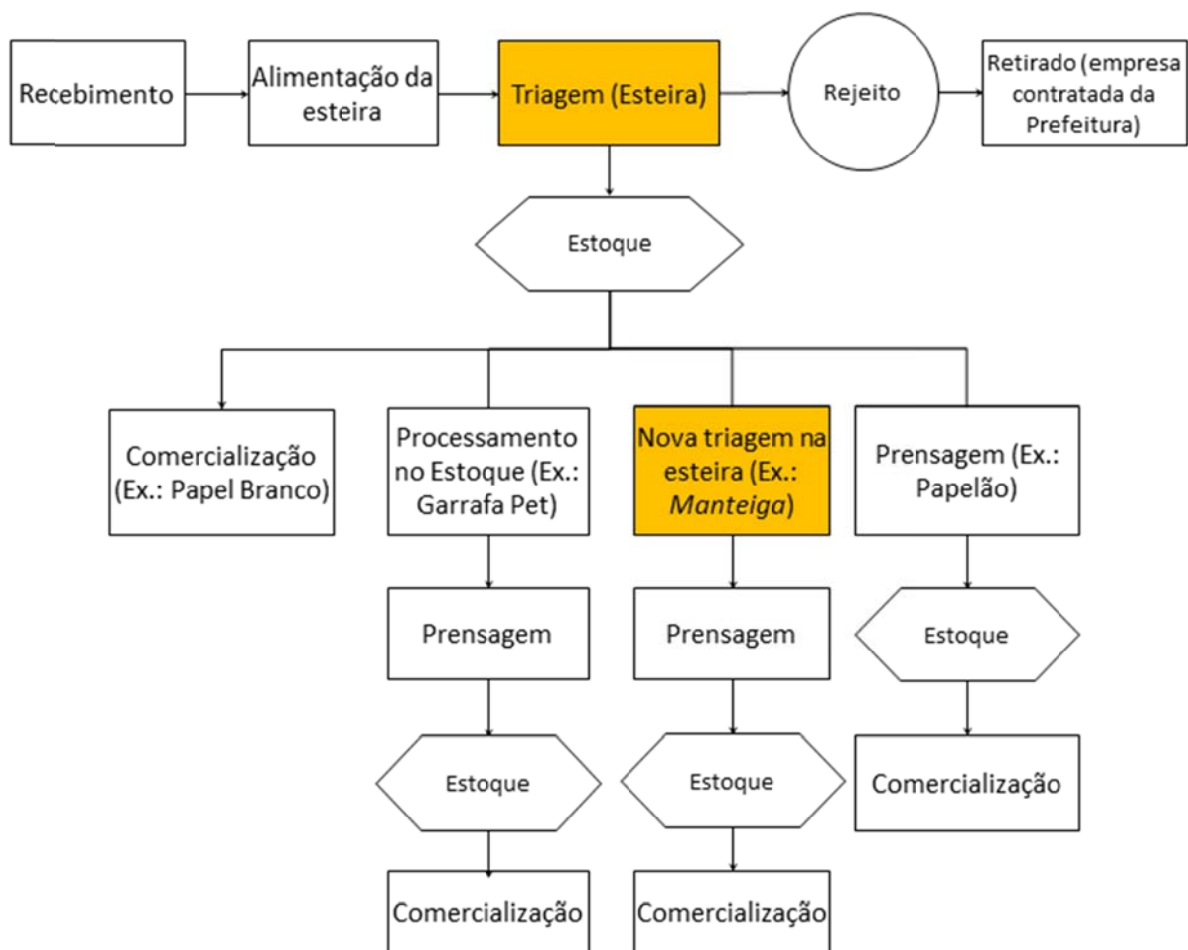 Recebimento
Alimentação da
esteira
Triagem (Esteira)
Rejeito
Retirado (empresa
contratada da
Prefeitura)
Estoque
Comercialização
(Ex.: Papel Branco)
Processamento
no Estoque (Ex.:
Garrafa Pet)
Nova triagem na
esteira (Ex.:
Manteiga)
Prensagem (Ex.:
Papelão)
Prensagem
Prensagem
Estoque
Estoque
Estoque
Comercialização
Comercialização
Comercialização